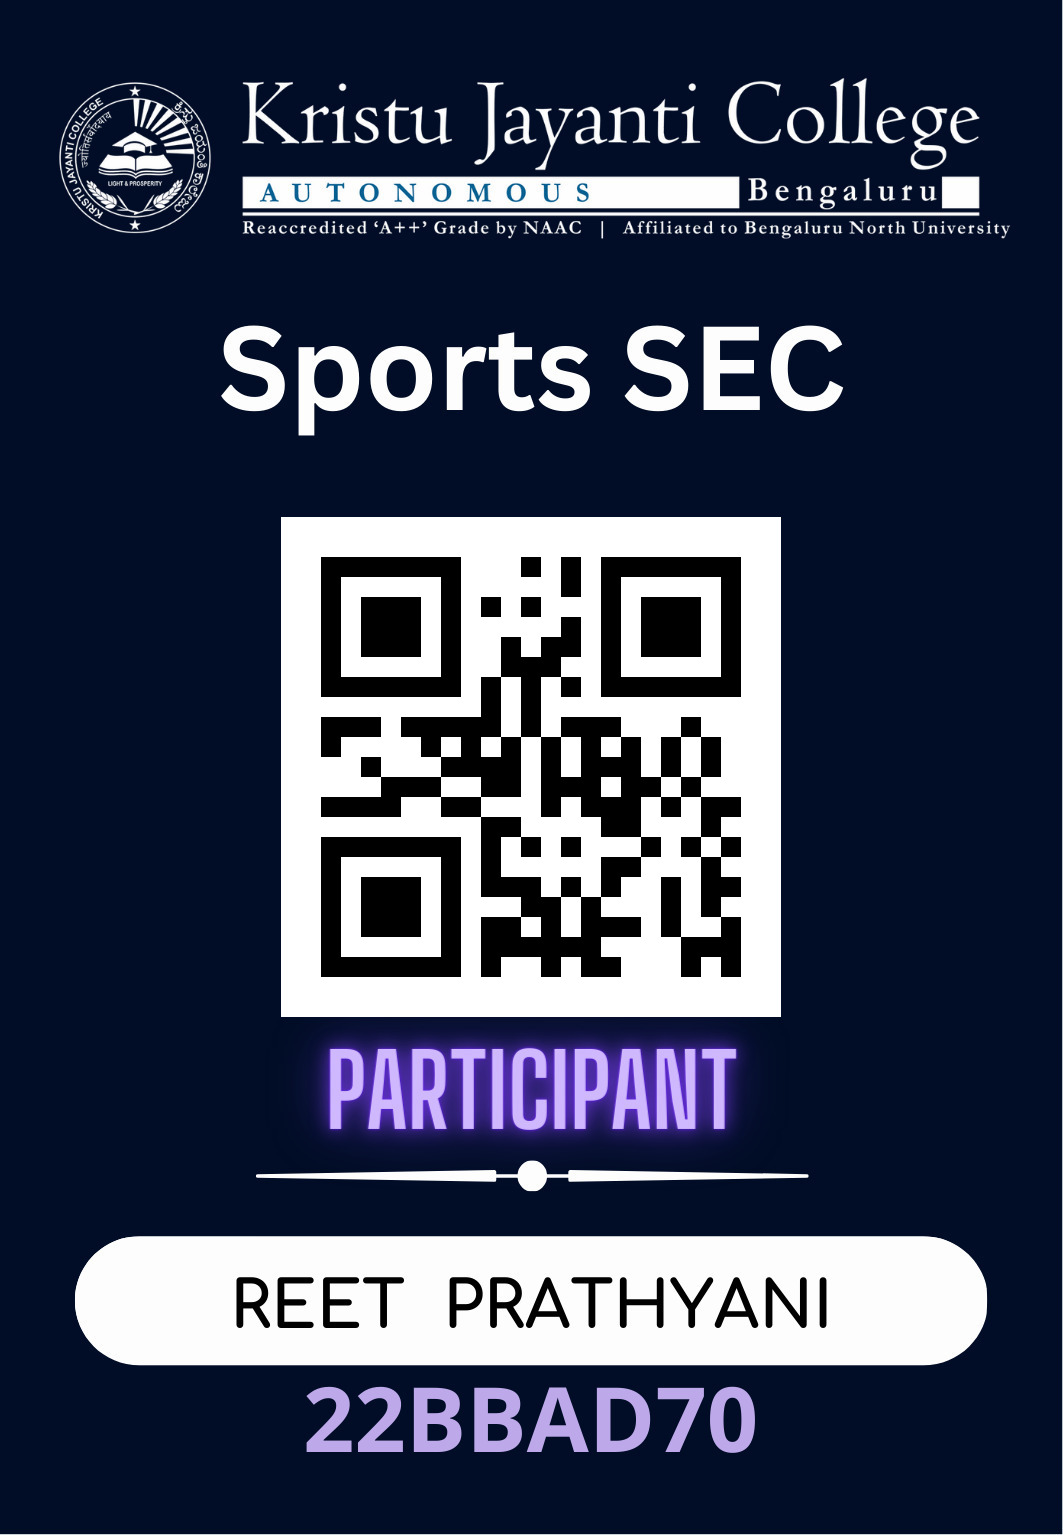 Kristu Jayanti College
AUTONOMOUS Bengaluru
Reaccredited ‘A++’ Grade by NAAC | Affiliated to Bengaluru North University
KRISTU JAYANTI COLLEGE
LIGHT & PROSPERITY
Sports SEC
PARTICIPANT
REET PRATHYANI
22BBAD70